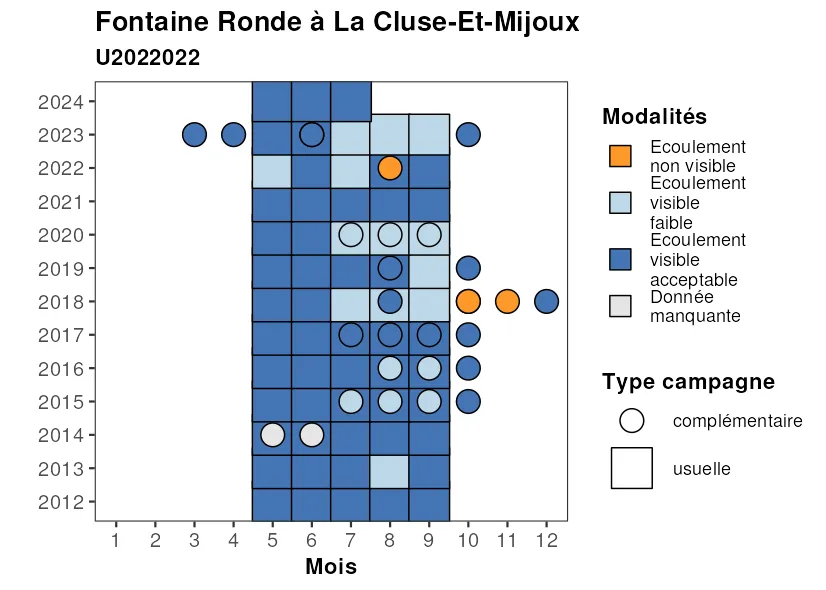 Fontaine Ronde à La Cluse-Et-Mijoux
U2022022
2024
2023
2022
2021
2020
2019
2018
2017
2016
2015
2014
2013
2012
1 2 3 4 5 6 7 8 9 10 11 12
Mois
Modalités
Ecoulement
non visible
Ecoulement
visible
faible
Ecoulement
visible
acceptable
Donnée
manquante
Type campagne
complémentaire
usuelle